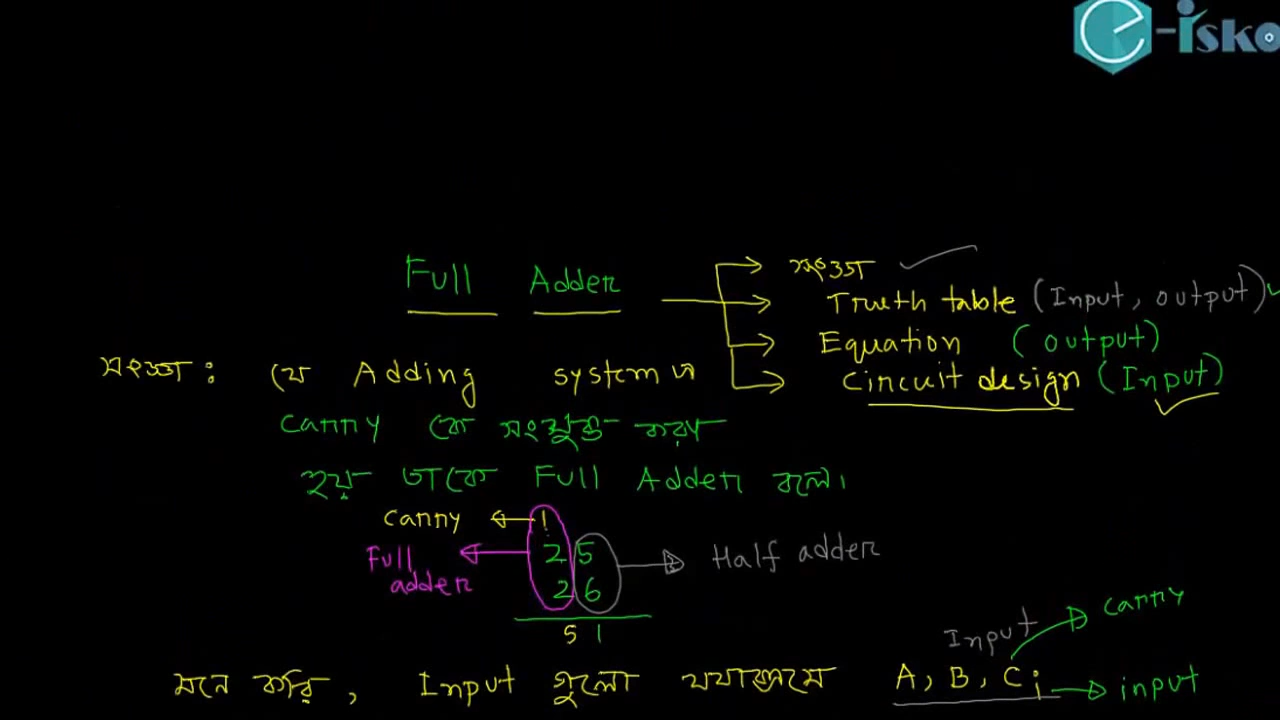 e-isko
Full Adder
সংজ্ঞা
Truth table (Input, output)
Equation (output)
Circuit design (Input)
সংজ্ঞা : যে Adding system এ
carry কে সংযুক্ত করা
হয় তাকে Full Adder বলে।
carry 1
Full adder 2 5 Half adder
2 6
5 1
Input carry
মনে করি, Input গুলো যথাক্রমে A, B, Ci input